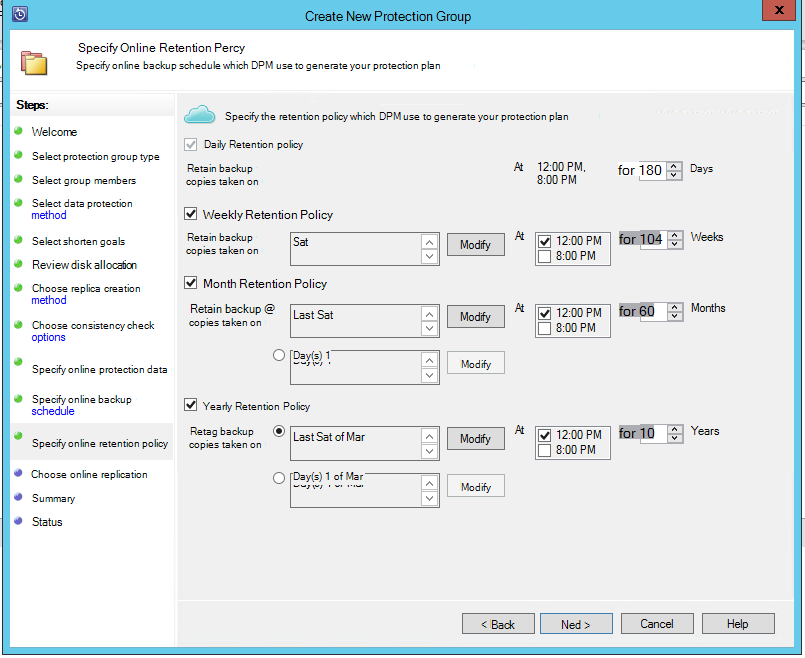 Create New Protection Group
x
Specify Online Retention Percy
Specify online backup schedule which DPM use to generate your protection plan
Steps:
Welcome
Select protection group type
Select group members
Select data protection
method
Select shorten goals
Review disk allocation
Choose replica creation
method
Choose consistency check
options
Specify online protection data
Specify online backup
schedule
Specify online retention policy
Choose online replication
Summary
Status
Specify the retention policy which DPM use to generate your protection plan
Daily Retention policy
Retain backup
copies taken on
At
12:00 PM,
8:00 PM
for 180 Days
Weekly Retention Policy
Retain backup
copies taken on
Sat
Modify
At
12:00 PM
8:00 PM
for 104 Weeks
Month Retention Policy
Retain backup @
copies taken on
Last Sat
Modify
At
12:00 PM
8:00 PM
for 60 Months
Day(s) 1
Modify
Yearly Retention Policy
Retag backup
copies taken on
Last Sat of Mar
Modify
At
12:00 PM
8:00 PM
for 10 Years
Day(s) 1 of Mar
Modify
< Back
Ned >
Cancel
Help